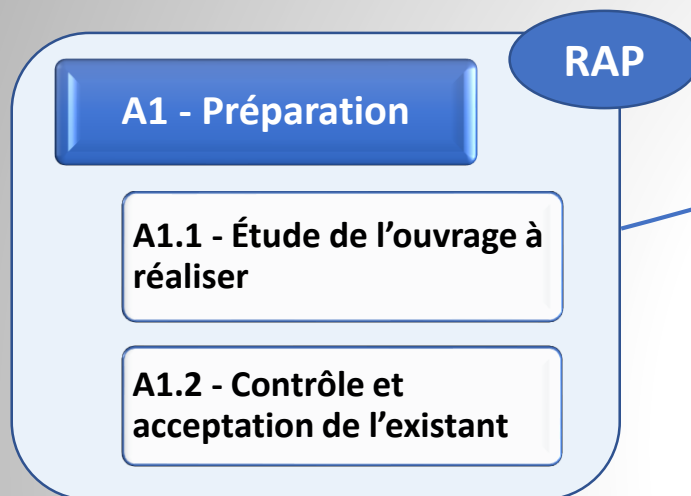 RAP
A1 - Préparation
A1.1 - Étude de l’ouvrage à
réaliser
A1.2 - Contrôle et
acceptation de l’existant